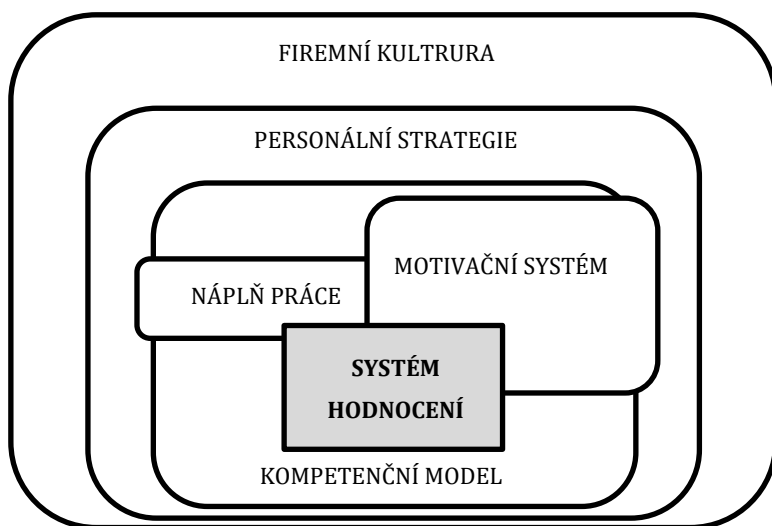 FIREMNÍ KULTRURA
PERSONÁLNÍ STRATEGIE
MOTIVAČNÍ SYSTÉM
NÁPLŇ PRÁCE
SYSTÉM
HODNOCENÍ
KOMPETENČNÍ MODEL